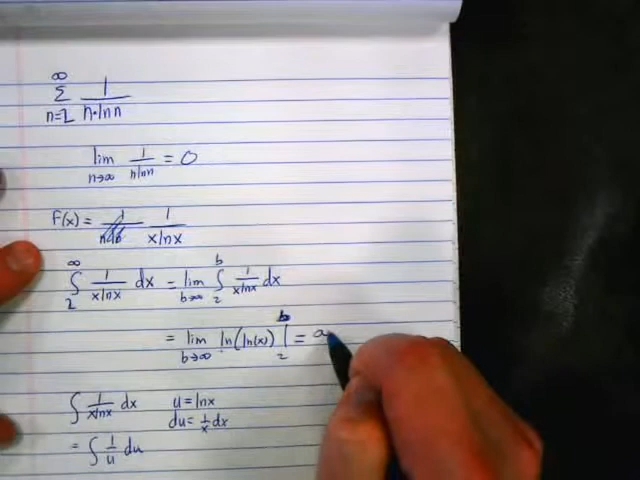 ∞
Σ 1/(n·ln n)
n=2
lim 1/(n ln n) = 0
n→∞
f(x) = 1/(x ln x)
∫₂^∞ 1/(x ln x) dx = lim b→∞ ∫₂^b 1/(x ln x) dx
= lim b→∞ ln(ln(x)) |₂^b =
∫ 1/(x ln x) dx u = ln x
du = 1/x dx
= ∫ 1/u du